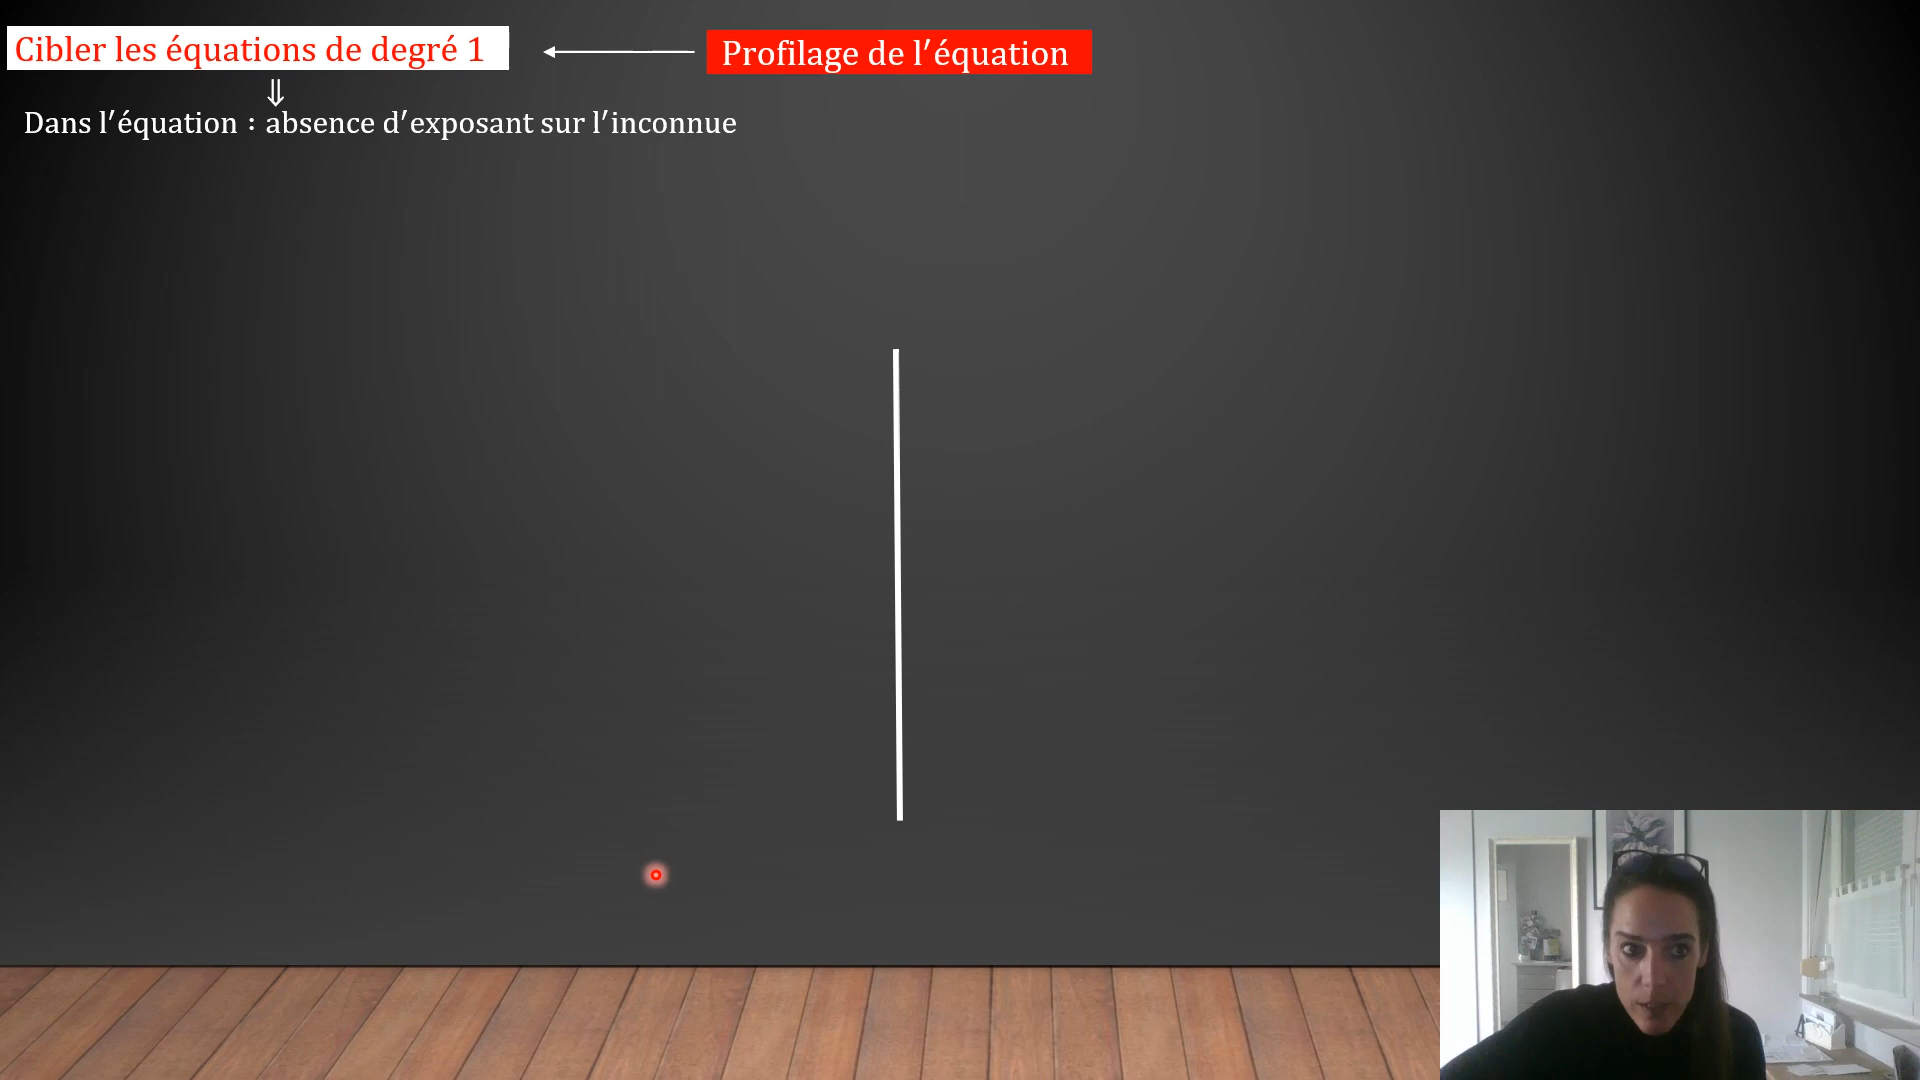 Cibler les équations de degré 1
Profilage de l′équation
⇓
Dans l′équation : absence d′exposant sur l′inconnue